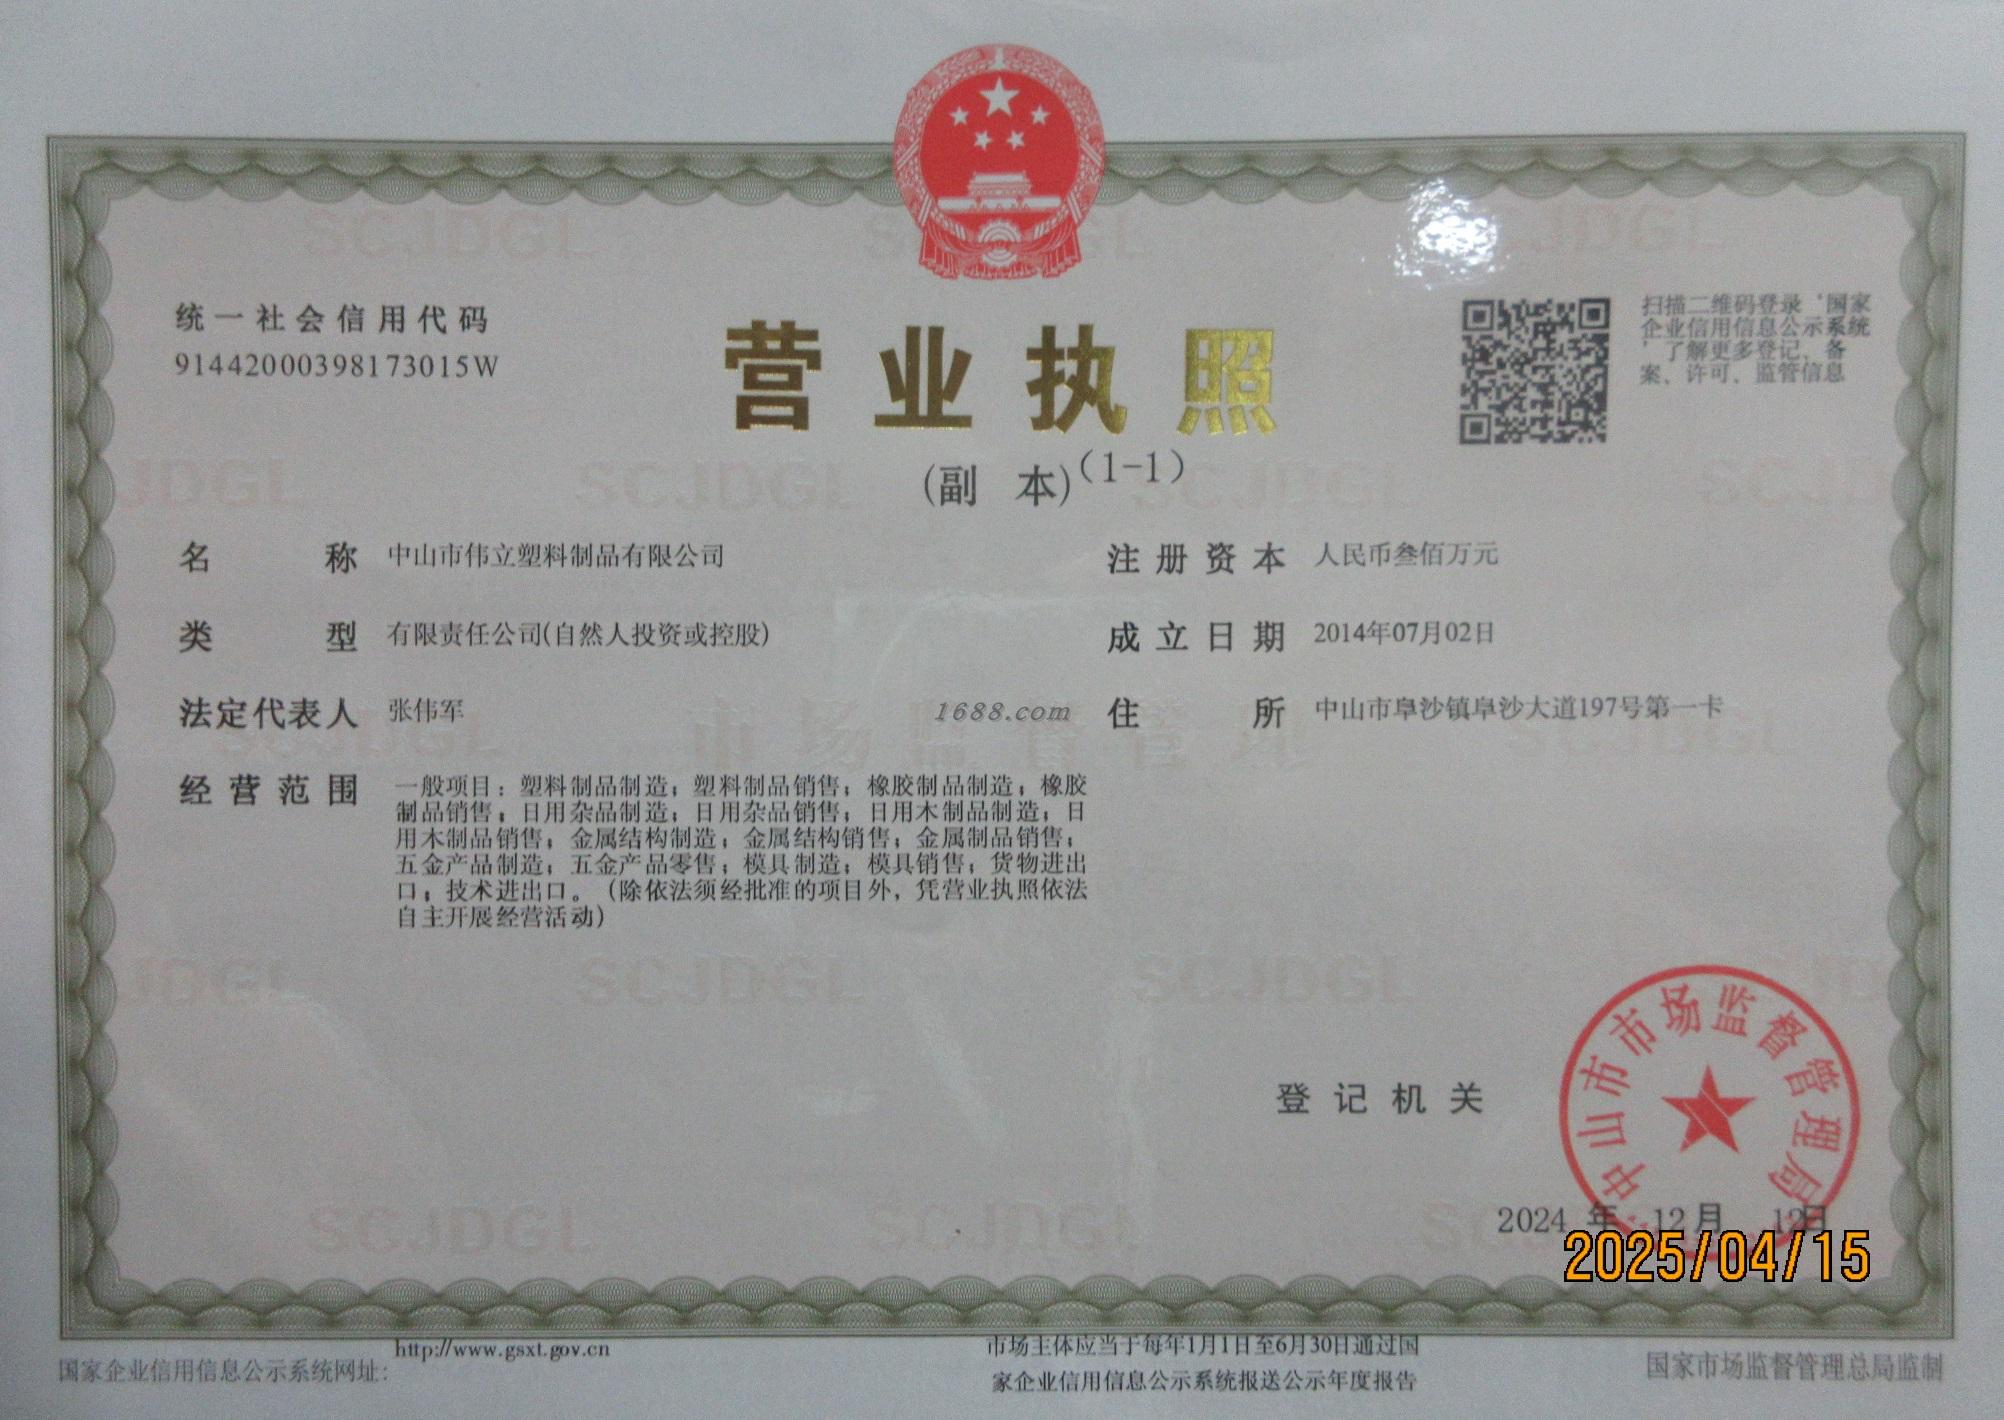 统一社会信用代码
91442000398173015W
营业执照
(副 本)(1-1)
扫描二维码登录‘国家
企业信用信息公示系统
’了解更多登记、备
案、许可、监管信息
名 称 中山市伟立塑料制品有限公司
注册资本 人民币叁佰万元
类 型 有限责任公司(自然人投资或控股)
成立日期 2014年07月02日
法定代表人 张伟军
1688.com
住 所 中山市阜沙镇阜沙大道197号第一卡
经营范围 一般项目：塑料制品制造；塑料制品销售；橡胶制品制造；橡胶
制品销售；日用杂品制造；日用杂品销售；日用木制品制造；日
用木制品销售；金属结构制造；金属结构销售；金属制品销售；
五金产品制造；五金产品零售；模具制造；模具销售；货物进出
口；技术进出口。（除依法须经批准的项目外，凭营业执照依法
自主开展经营活动）
SCJDGL
市场监督管理
登记机关
中山市市场监督管理局
2024 年 12 月 12日
2025/04/15
国家企业信用信息公示系统网址:
http://www.gsxt.gov.cn
市场主体应当于每年1月1日至6月30日通过国
家企业信用信息公示系统报送公示年度报告
国家市场监督管理总局监制